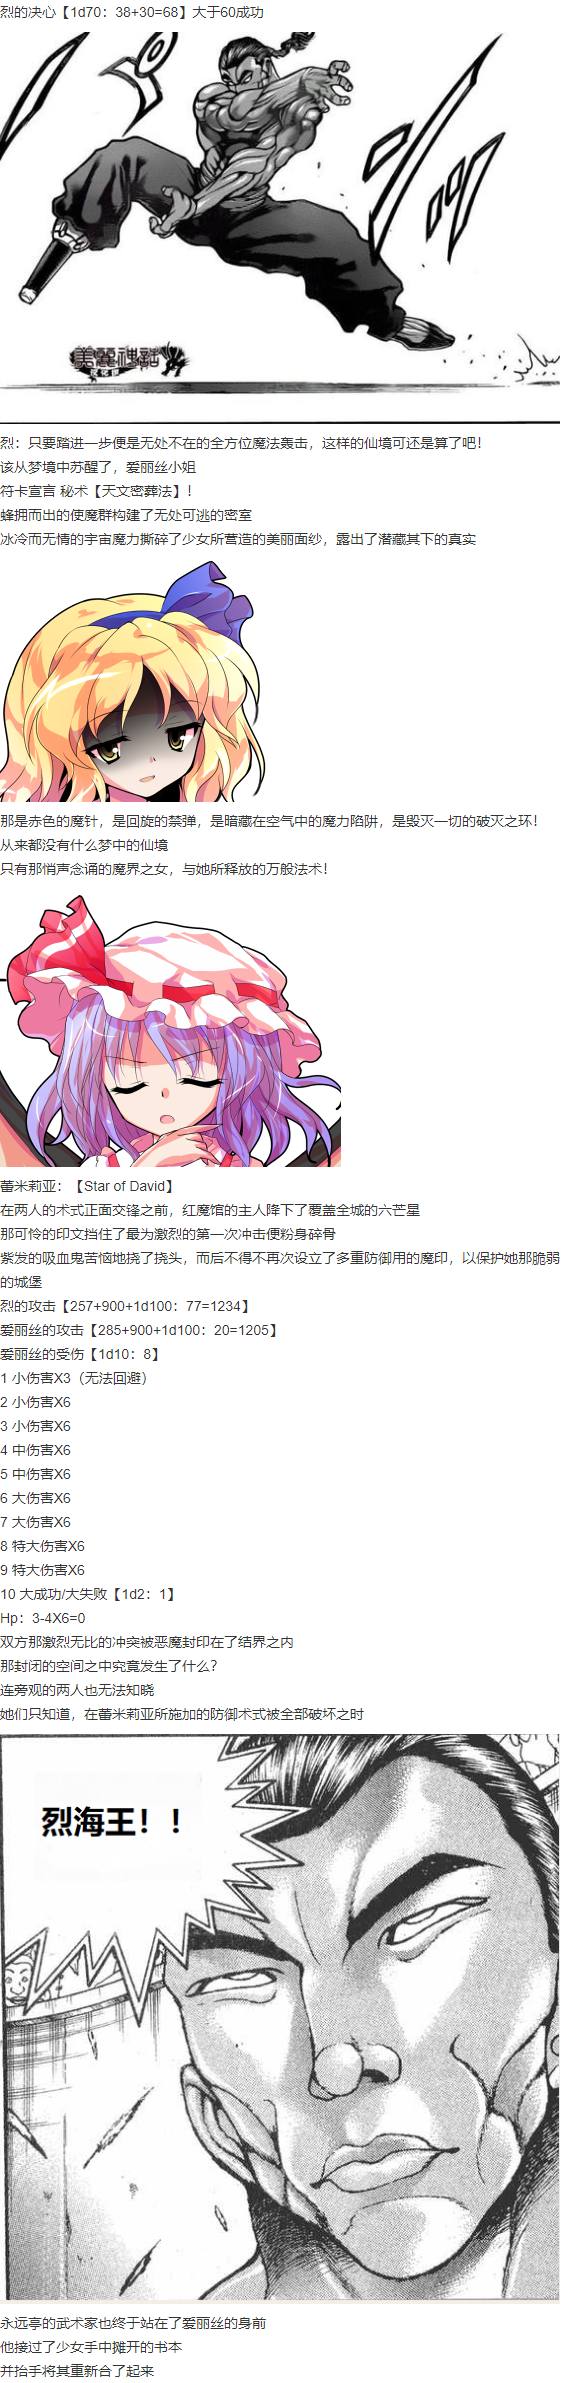 烈的决心【1d70：38+30=68】大于60成功
美麗神話
汉化组
烈：只要踏进一步便是无处不在的全方位魔法轰击，这样的仙境可还是算了吧！
该从梦境中苏醒了，爱丽丝小姐
符卡宣言 秘术【天文密葬法】！
蜂拥而出的使魔群构建了无处可逃的密室
冰冷而无情的宇宙魔力撕碎了少女所营造的美丽面纱，露出了潜藏其下的真实
那是赤色的魔针，是回旋的禁弹，是暗藏在空气中的魔力陷阱，是毁灭一切的破灭之环！
从来都没有什么梦中的仙境
只有那悄声念诵的魔界之女，与她所释放的万般法术！
蕾米莉亚：【Star of David】
在两人的术式正面交锋之前，红魔馆的主人降下了覆盖全城的六芒星
那可怜的印文挡住了最为激烈的第一次冲击便粉身碎骨
紫发的吸血鬼苦恼地挠了挠头，而后不得不再次设立了多重防御用的魔印，以保护她那脆弱
的城堡
烈的攻击【257+900+1d100：77=1234】
爱丽丝的攻击【285+900+1d100：20=1205】
爱丽丝的受伤【1d10：8】
1 小伤害X3（无法回避）
2 小伤害X6
3 小伤害X6
4 中伤害X6
5 中伤害X6
6 大伤害X6
7 大伤害X6
8 特大伤害X6
9 特大伤害X6
10 大成功/大失败【1d2：1】
Hp：3-4X6=0
双方那激烈无比的冲突被恶魔封印在了结界之内
那封闭的空间之中究竟发生了什么？
连旁观的两人也无法知晓
她们只知道，在蕾米莉亚所施加的防御术式被全部破坏之时
烈海王！！
永远亭的武术家也终于站在了爱丽丝的身前
他接过了少女手中摊开的书本
并抬手将其重新合了起来